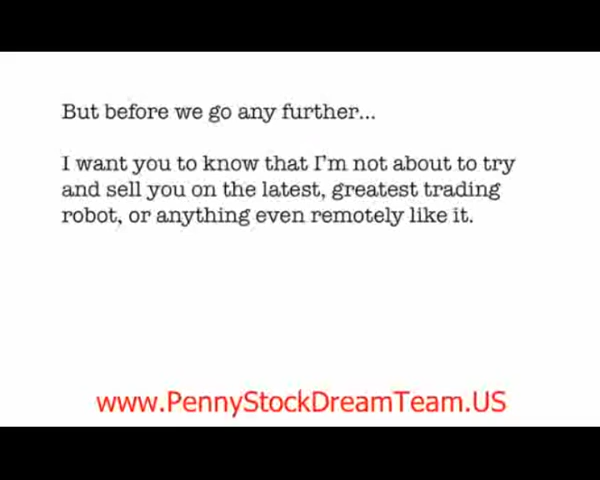 But before we go any further...
I want you to know that I'm not about to try
and sell you on the latest, greatest trading
robot, or anything even remotely like it.
www.PennyStockDreamTeam.US